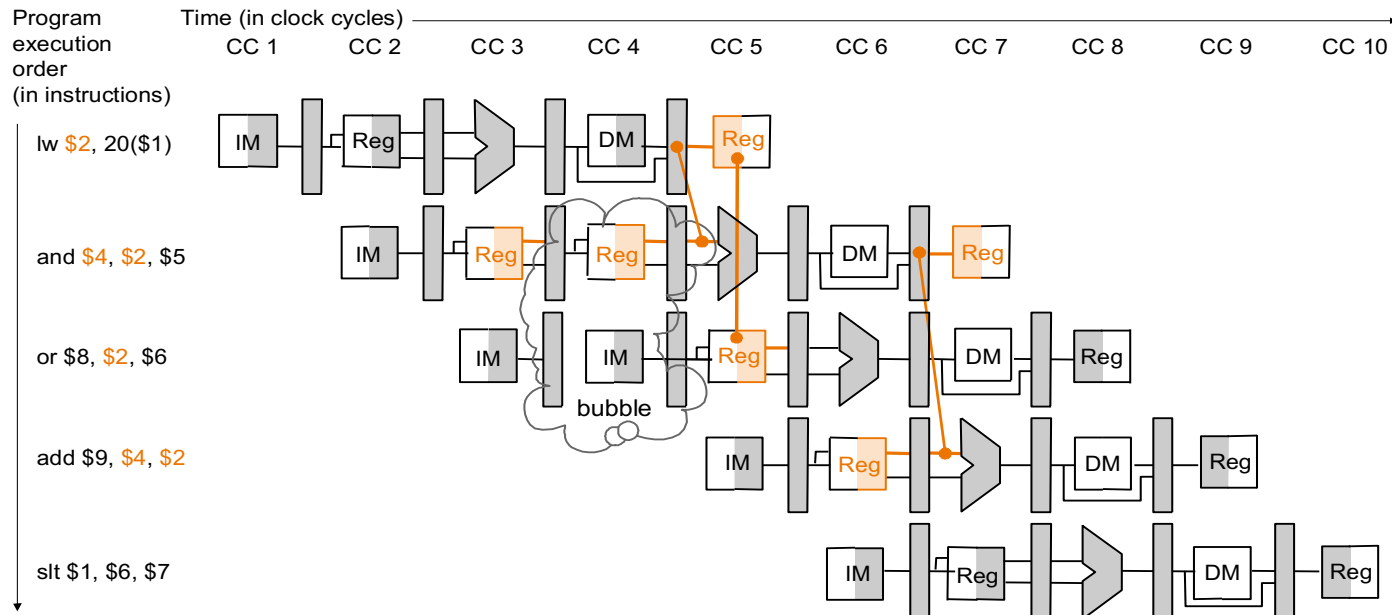 Program Time (in clock cycles)
execution CC 1 CC 2 CC 3 CC 4 CC 5 CC 6 CC 7 CC 8 CC 9 CC 10
order
(in instructions)
lw $2, 20($1) IM Reg DM Reg
and $4, $2, $5 IM Reg Reg DM Reg
or $8, $2, $6 IM IM Reg DM Reg
bubble
add $9, $4, $2 IM Reg DM Reg
slt $1, $6, $7 IM Reg DM Reg